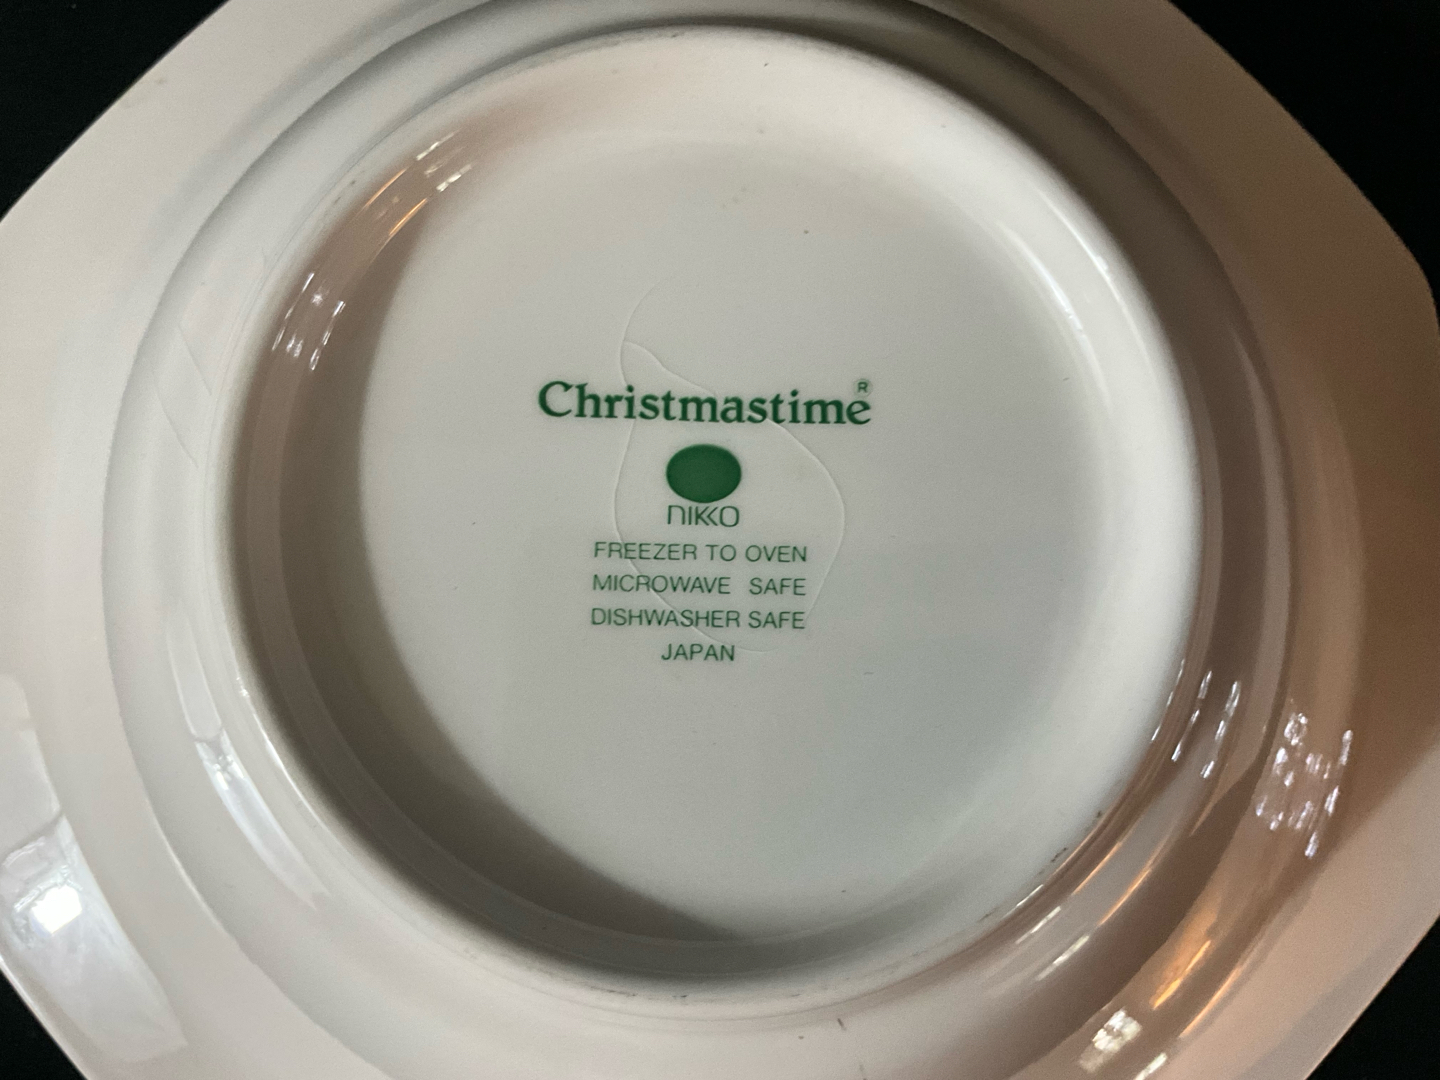 Christmastime®
NIKKO
FREEZER TO OVEN
MICROWAVE SAFE
DISHWASHER SAFE
JAPAN